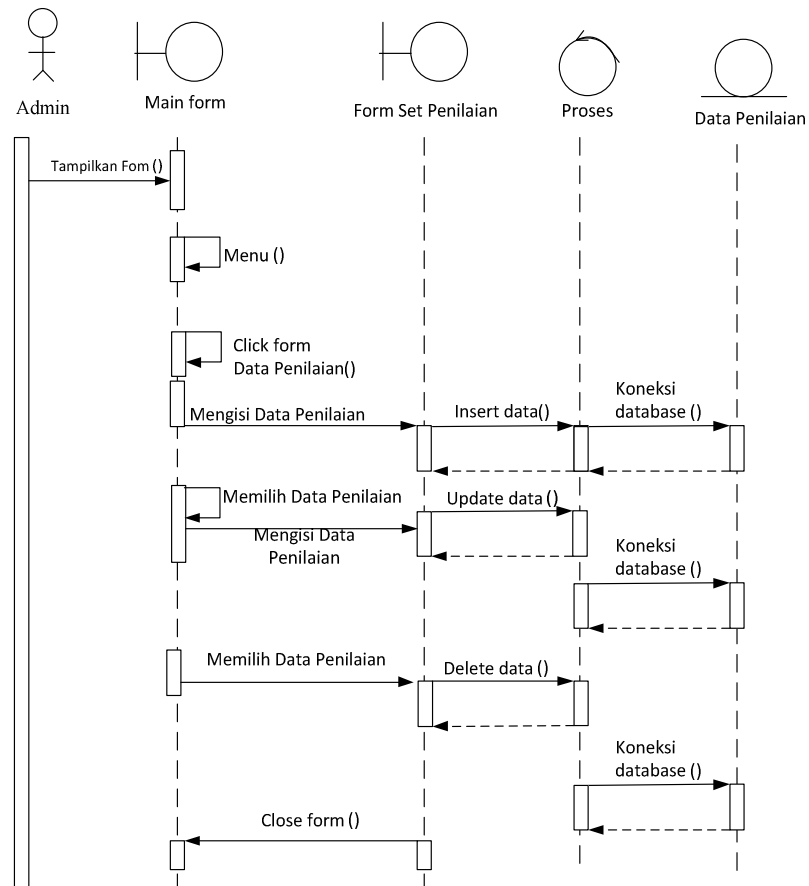 Admin
Main form
Form Set Penilaian
Proses
Data Penilaian
Tampilkan Fom ()
Menu ()
Click form
Data Penilaian()
Mengisi Data Penilaian
Insert data()
Koneksi
database ()
Memilih Data Penilaian
Update data ()
Mengisi Data
Penilaian
Koneksi
database ()
Memilih Data Penilaian
Delete data ()
Koneksi
database ()
Close form ()